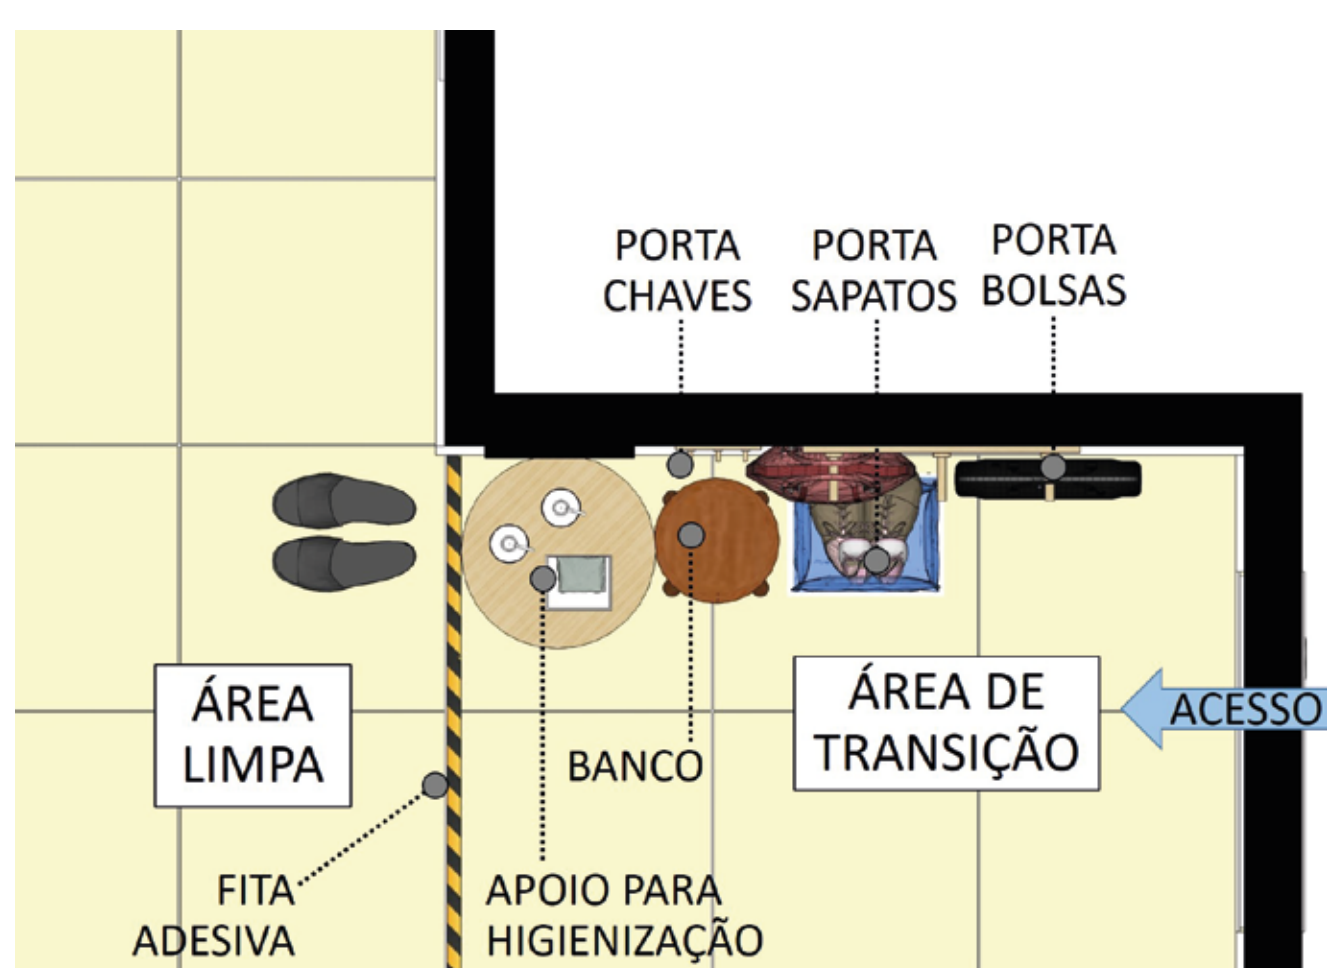 PORTA
CHAVES
PORTA
SAPATOS
PORTA
BOLSAS
ÁREA
LIMPA
ÁREA DE
TRANSIÇÃO
ACESSO
BANCO
FITA
ADESIVA
APOIO PARA
HIGIENIZAÇÃO